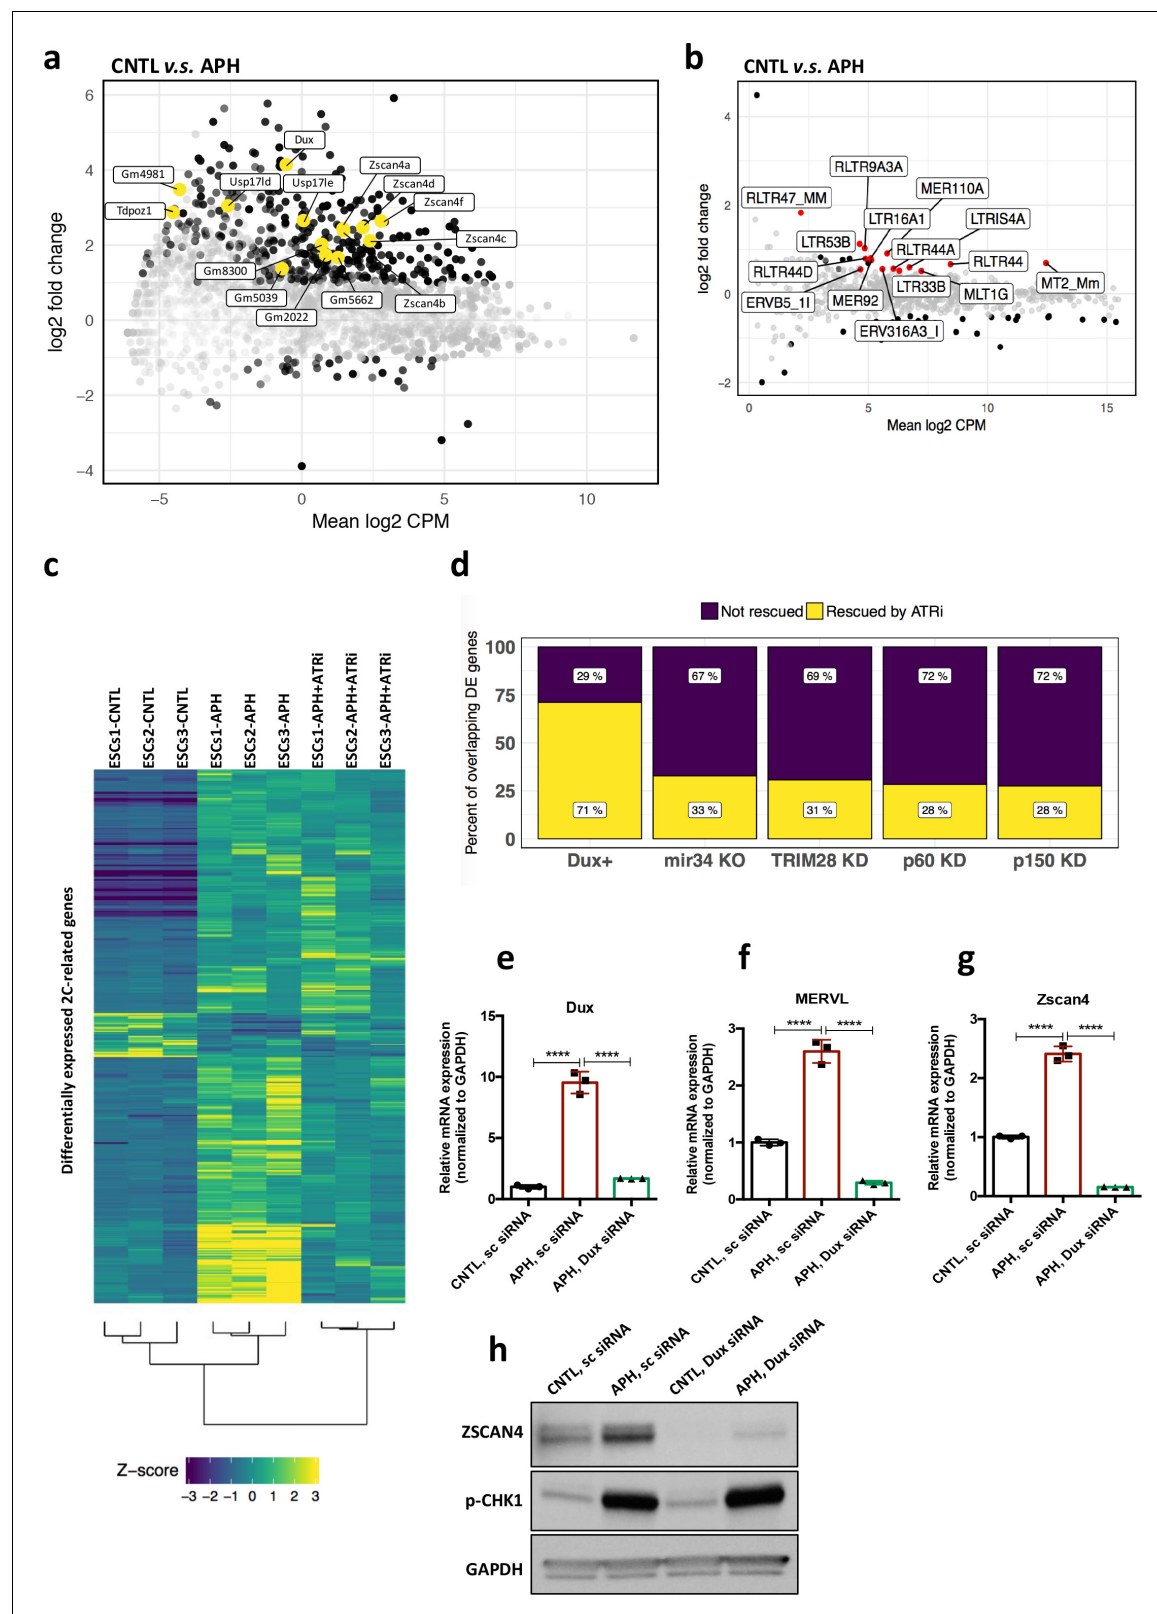 a
CNTL v.s. APH
log2 fold change
6
4
2
0
−2
−4
−5
0
5
10
Mean log2 CPM
Dux
Gm4981
Usp17ld
Usp17le
Zscan4a
Zscan4d
Zscan4f
Tdpoz1
Zscan4c
Gm8300
Gm5039
Gm5662
Zscan4b
Gm2022
b
CNTL v.s. APH
log2 fold change
4
2
0
−2
0
5
10
15
Mean log2 CPM
RLTR9A3A
MER110A
RLTR47_MM
LTR16A1
LTRIS4A
LTR53B
RLTR44A
RLTR44
RLTR44D
LTR33B
MT2_Mm
ERVB5_1I
MER92
MLT1G
ERV316A3_I
c
ESCs1-CNTL
ESCs2-CNTL
ESCs3-CNTL
ESCs1-APH
ESCs2-APH
ESCs3-APH
ESCs1-APH+ATRi
ESCs2-APH+ATRi
ESCs3-APH+ATRi
Differentially expressed 2C-related genes
Z−score
−3 −2 −1 0 1 2 3
d
Not rescued Rescued by ATRi
Percent of overlapping DE genes
100
75
50
25
0
29 % 67 % 69 % 72 % 72 %
71 % 33 % 31 % 28 % 28 %
Dux+ mir34 KO TRIM28 KD p60 KD p150 KD
e
Dux
Relative mRNA expression
(normalized to GAPDH)
15
10
5
0
**** ****
CNTL, sc siRNA
APH, sc siRNA
APH, Dux siRNA
f
MERVL
Relative mRNA expression
(normalized to GAPDH)
3
2
1
0
**** ****
CNTL, sc siRNA
APH, sc siRNA
APH, Dux siRNA
g
Zscan4
Relative mRNA expression
(normalized to GAPDH)
3
2
1
0
**** ****
CNTL, sc siRNA
APH, sc siRNA
APH, Dux siRNA
h
CNTL, sc siRNA
APH, sc siRNA
CNTL, Dux siRNA
APH, Dux siRNA
ZSCAN4
p-CHK1
GAPDH